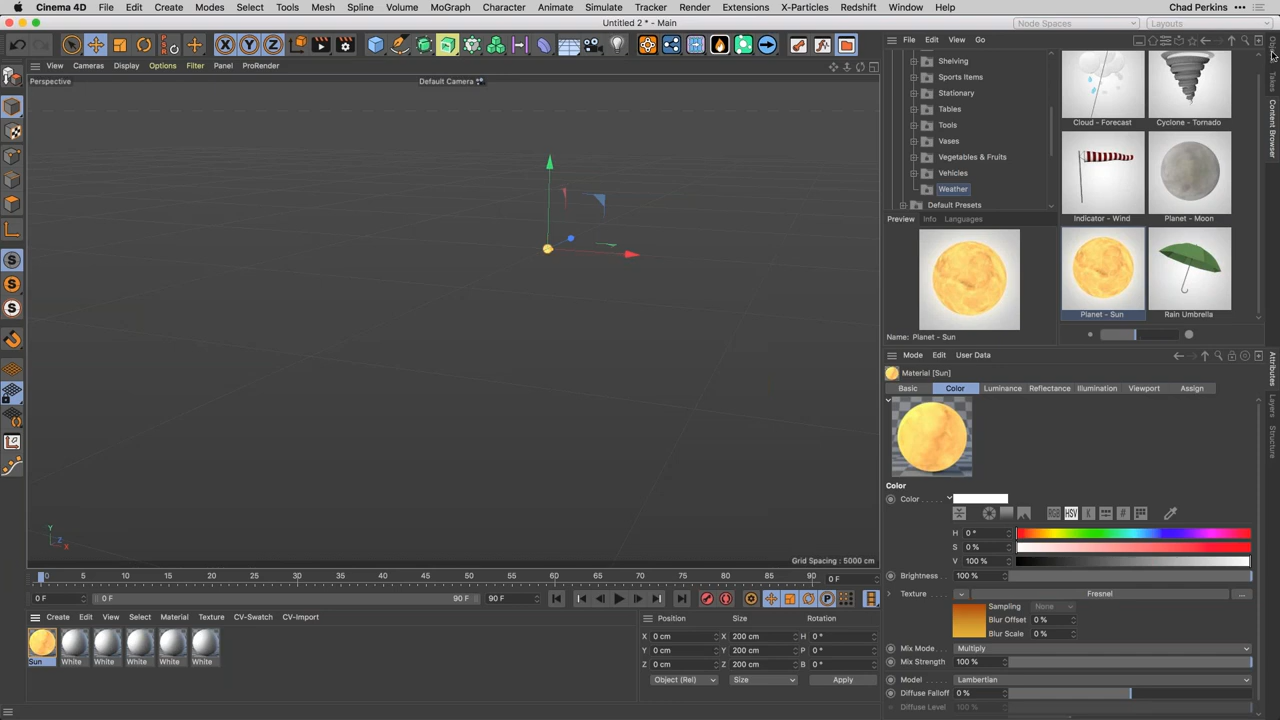 Cinema 4D File Edit Create Modes Select Tools Mesh Spline Volume MoGraph Character Animate Simulate Tracker Render Extensions X-Particles Redshift Window Help Chad Perkins
Untitled 2 * - Main
Node Spaces Layouts
View Cameras Display Options Filter Panel ProRender
Perspective
Default Camera
Grid Spacing : 5000 cm
Y
Z
X
File Edit View Go
Shelving
Sports Items
Stationary
Tables
Tools
Vases
Vegetables & Fruits
Vehicles
Weather
Default Presets
Cloud - Forecast
Cyclone - Tornado
Indicator - Wind
Planet - Moon
Planet - Sun
Rain Umbrella
Preview Info Languages
Name: Planet - Sun
Takes
Content Browser
Mode Edit User Data
Material [Sun]
Basic Color Luminance Reflectance Illumination Viewport Assign
Color
Color . . . . .
RGB HSV K #
H 0 °
S 0 %
V 100 %
Brightness 100 %
Texture Fresnel ...
Sampling None
Blur Offset 0 %
Blur Scale 0 %
Mix Mode Multiply
Mix Strength 100 %
Model Lambertian
Diffuse Falloff 0 %
Diffuse Level 100 %
Attributes
Layers
Structure
0 5 10 15 20 25 30 35 40 45 50 55 60 65 70 75 80 85 90 0 F
0 F 0 F 90 F 90 F
Create Edit View Select Material Texture CV-Swatch CV-Import
Sun White White White White White
Position Size Rotation
X 0 cm X 200 cm H 0 °
Y 0 cm Y 200 cm P 0 °
Z 0 cm Z 200 cm B 0 °
Object (Rel) Size Apply